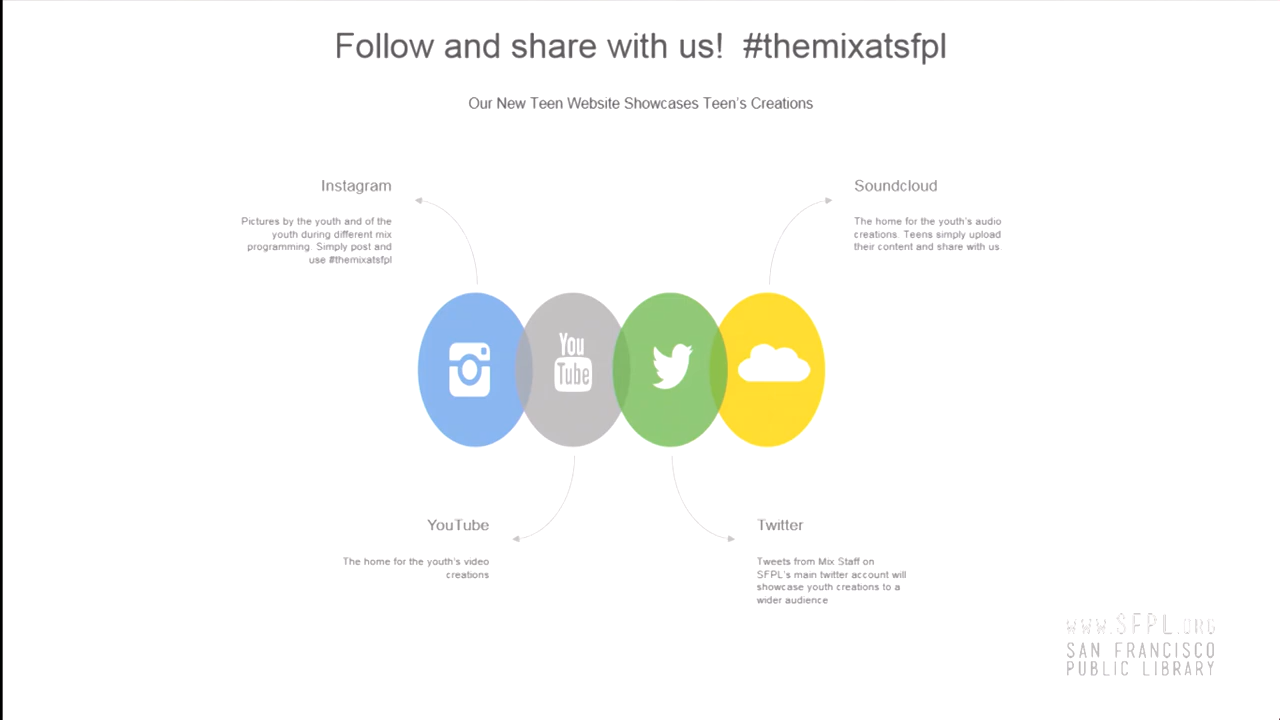 Follow and share with us!  #themixatsfpl
Our New Teen Website Showcases Teen's Creations
Instagram
Pictures by the youth and of the
youth during different mix
programming. Simply post and
use #themixatsfpl
Soundcloud
The home for the youth's audio
creations. Teens simply upload
their content and share with us.
You
Tube
YouTube
The home for the youth's video
creations
Twitter
Tweets from Mix Staff on
SFPL's main twitter account will
showcase youth creations to a
wider audience
WWW.SFPL.ORG
SAN FRANCISCO
PUBLIC LIBRARY